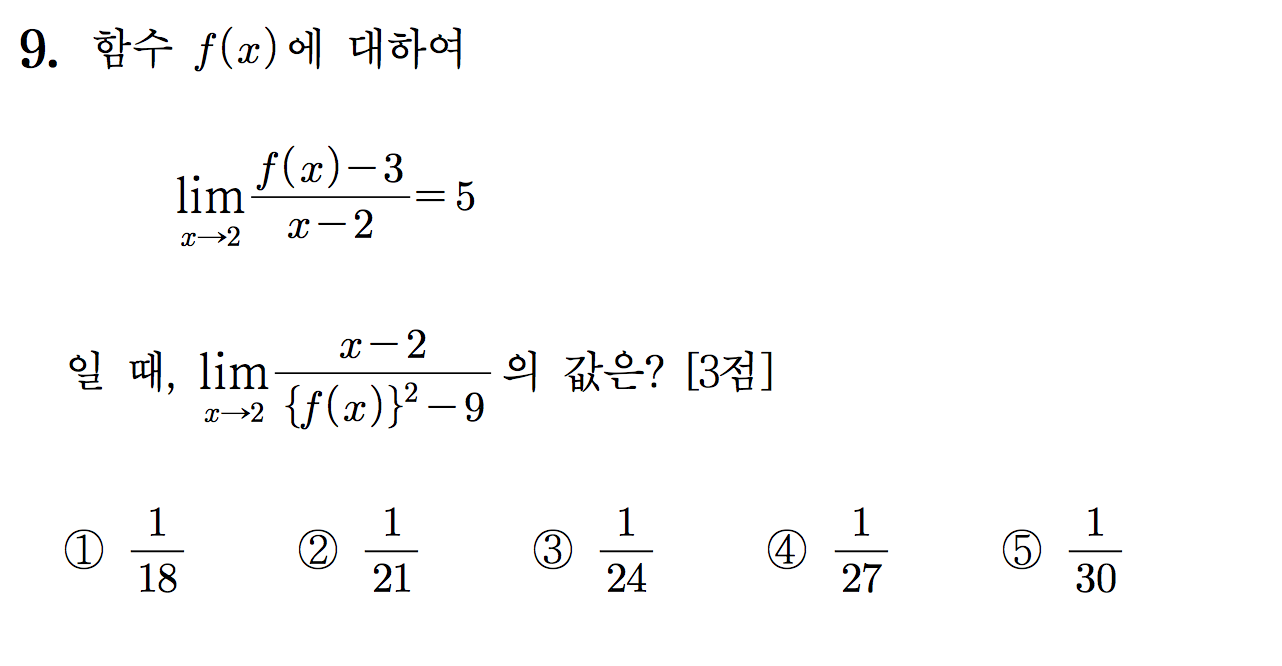 9. 함수 f(x)에 대하여
lim_{x→2} \frac{f(x)-3}{x-2} = 5
일 때, lim_{x→2} \frac{x-2}{\{f(x)\}^2-9} 의 값은? [3점]
① \frac{1}{18} ② \frac{1}{21} ③ \frac{1}{24} ④ \frac{1}{27} ⑤ \frac{1}{30}